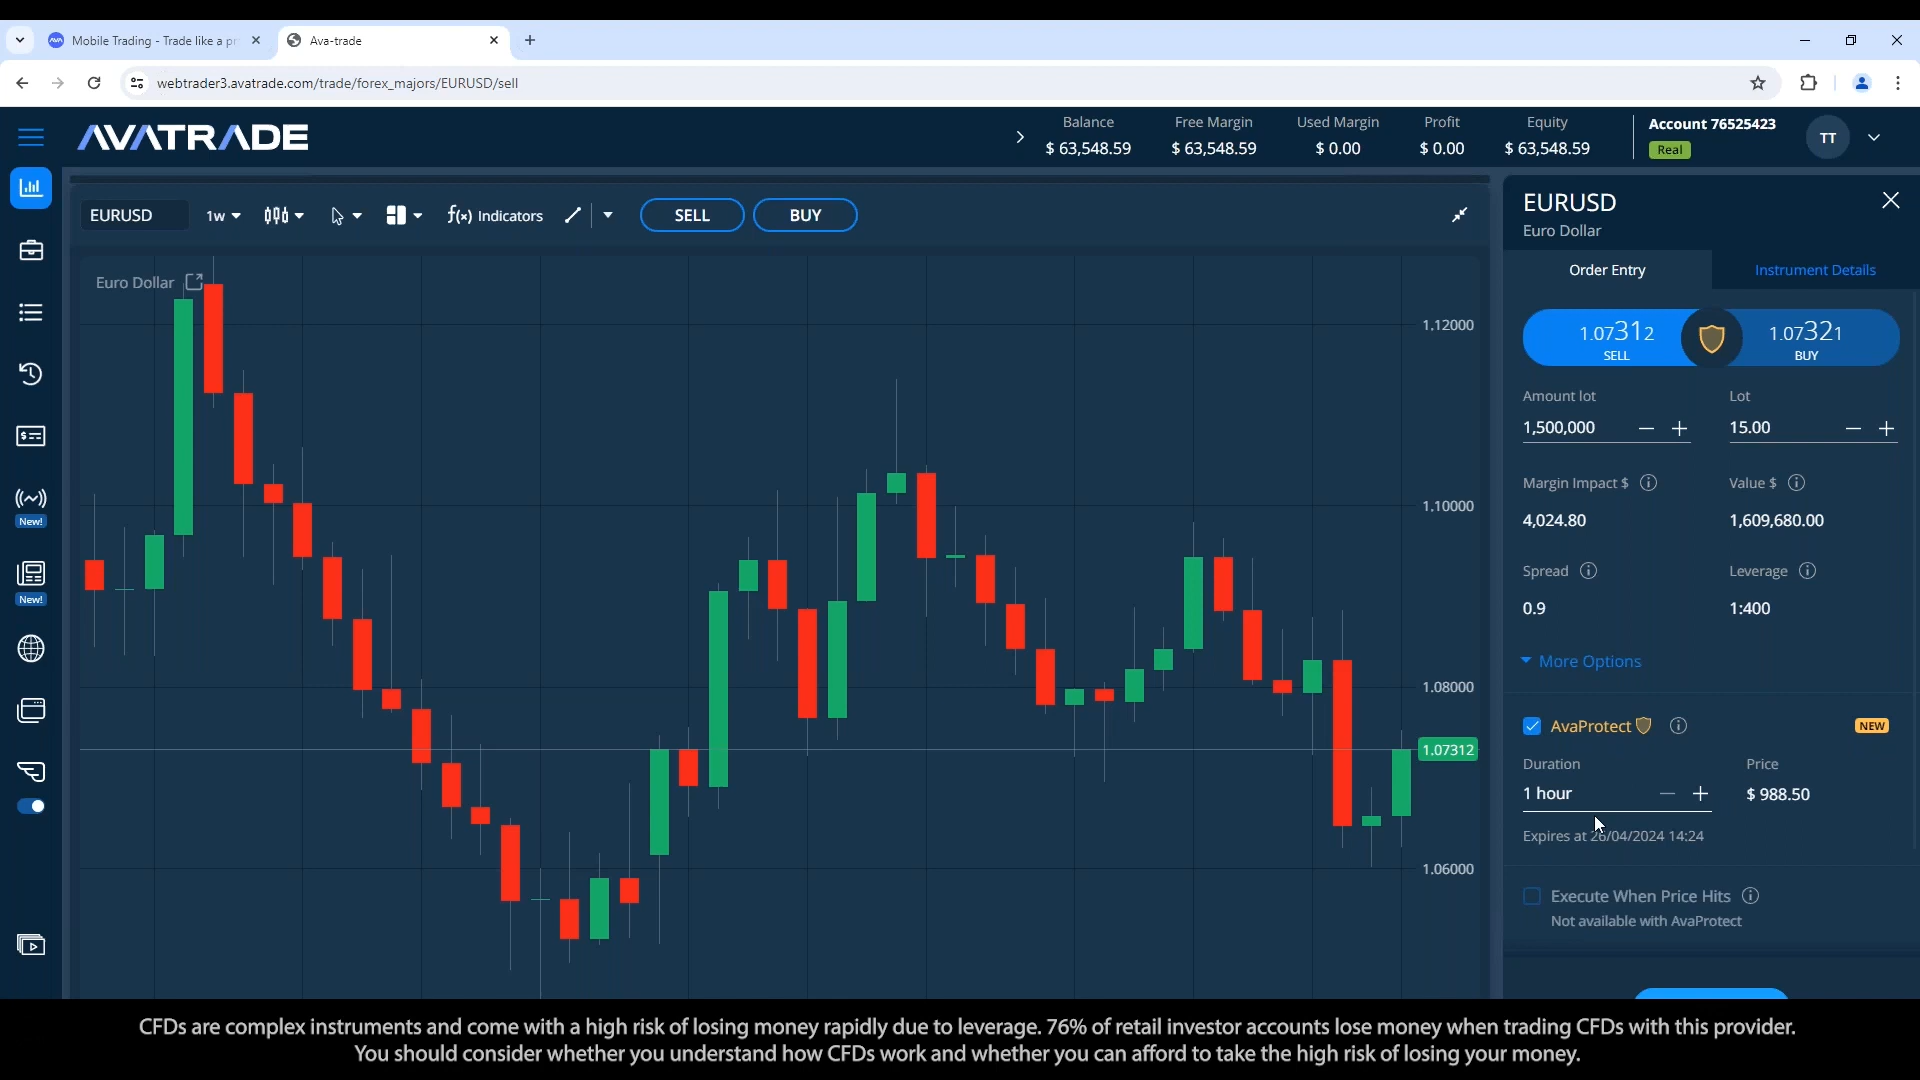 Mobile Trading - Trade like a pr
Ava-trade
webtrader3.avatrade.com/trade/forex_majors/EURUSD/sell
AVATRADE
Balance
$ 63,548.59
Free Margin
$ 63,548.59
Used Margin
$ 0.00
Profit
$ 0.00
Equity
$ 63,548.59
Account 76525423
Real
TT
New!
New!
EURUSD
1w
f(x) Indicators
SELL
BUY
Euro Dollar
1.12000
1.10000
1.08000
1.07312
1.06000
EURUSD
Euro Dollar
Order Entry
Instrument Details
1.07312
SELL
1.07321
BUY
Amount lot
1,500,000
Lot
15.00
Margin Impact $
4,024.80
Value $
1,609,680.00
Spread
0.9
Leverage
1:400
More Options
AvaProtect
NEW
Duration
1 hour
Price
$ 988.50
Expires at 26/04/2024 14:24
Execute When Price Hits
Not available with AvaProtect
CFDs are complex instruments and come with a high risk of losing money rapidly due to leverage. 76% of retail investor accounts lose money when trading CFDs with this provider.
You should consider whether you understand how CFDs work and whether you can afford to take the high risk of losing your money.